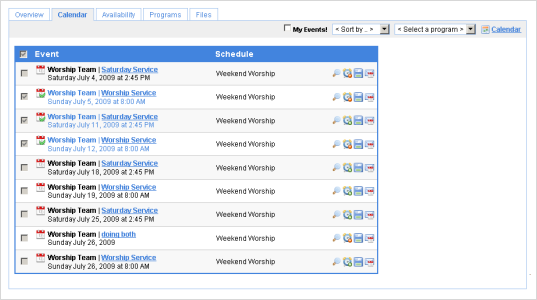 Overview Calendar Availability Programs Files
My Events! < Sort by .. > < Select a program > Calendar
Event Schedule
Worship Team | Saturday Service
Saturday July 4, 2009 at 2:45 PM Weekend Worship
Worship Team | Worship Service
Sunday July 5, 2009 at 8:00 AM Weekend Worship
Worship Team | Saturday Service
Saturday July 11, 2009 at 2:45 PM Weekend Worship
Worship Team | Worship Service
Sunday July 12, 2009 at 8:00 AM Weekend Worship
Worship Team | Saturday Service
Saturday July 18, 2009 at 2:45 PM Weekend Worship
Worship Team | Worship Service
Sunday July 19, 2009 at 8:00 AM Weekend Worship
Worship Team | Saturday Service
Saturday July 25, 2009 at 2:45 PM Weekend Worship
Worship Team | doing both
Sunday July 26, 2009 Weekend Worship
Worship Team | Worship Service
Sunday July 26, 2009 at 8:00 AM Weekend Worship